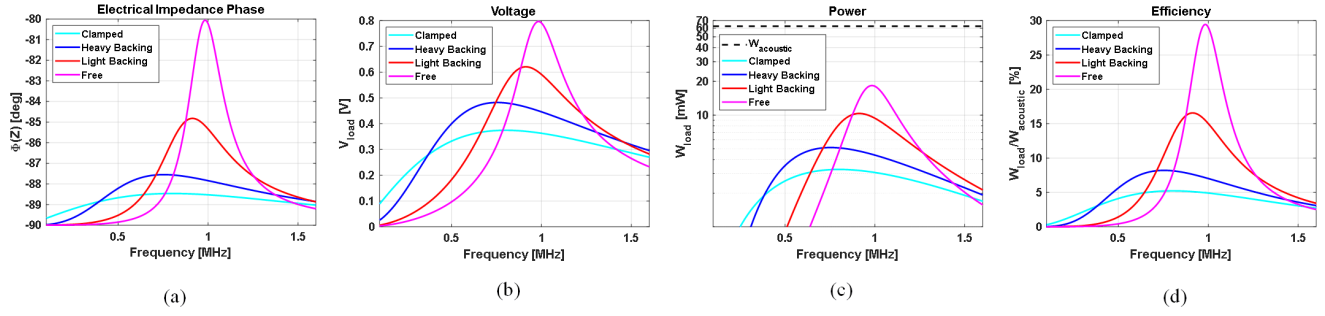 Electrical Impedance Phase
-80
-81
-82
-83
-84
-85
-86
-87
-88
-89
-90
Φ(Z) [deg]
Clamped
Heavy Backing
Light Backing
Free
0.5
1
1.5
Frequency [MHz]
(a)
Voltage
0.8
0.7
0.6
0.5
0.4
0.3
0.2
0.1
0
V_load [V]
Clamped
Heavy Backing
Light Backing
Free
0.5
1
1.5
Frequency [MHz]
(b)
Power
70
60
50
40
30
20
10
W_load [mW]
W_acoustic
Clamped
Heavy Backing
Light Backing
Free
0.5
1
1.5
Frequency [MHz]
(c)
Efficiency
30
25
20
15
10
5
0
W_load/W_acoustic [%]
Clamped
Heavy Backing
Light Backing
Free
0.5
1
1.5
Frequency [MHz]
(d)